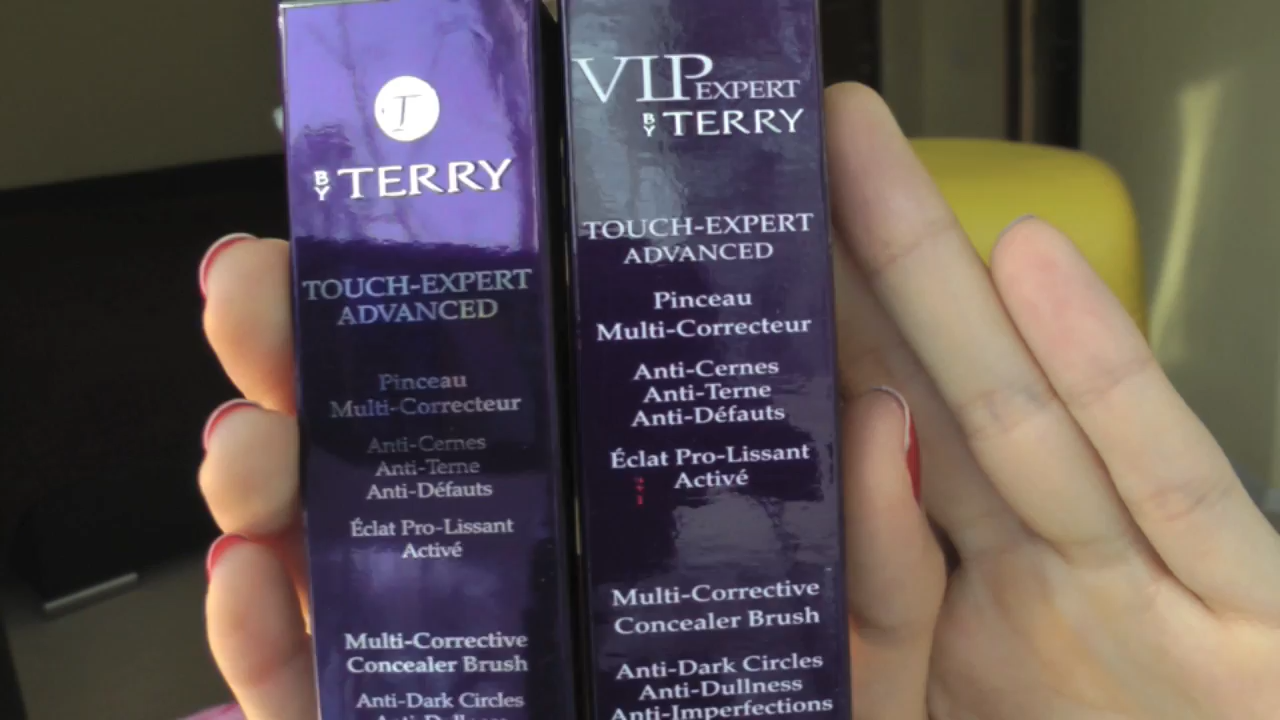 T
BY TERRY
TOUCH-EXPERT
ADVANCED
Pinceau
Multi-Correcteur
Anti-Cernes
Anti-Terne
Anti-Défauts
Éclat Pro-Lissant
Activé
Multi-Corrective
Concealer Brush
Anti-Dark Circles
Anti-Dullness
VIP EXPERT
BY TERRY
TOUCH-EXPERT
ADVANCED
Pinceau
Multi-Correcteur
Anti-Cernes
Anti-Terne
Anti-Défauts
Éclat Pro-Lissant
Activé
Multi-Corrective
Concealer Brush
Anti-Dark Circles
Anti-Dullness
Anti-Imperfections